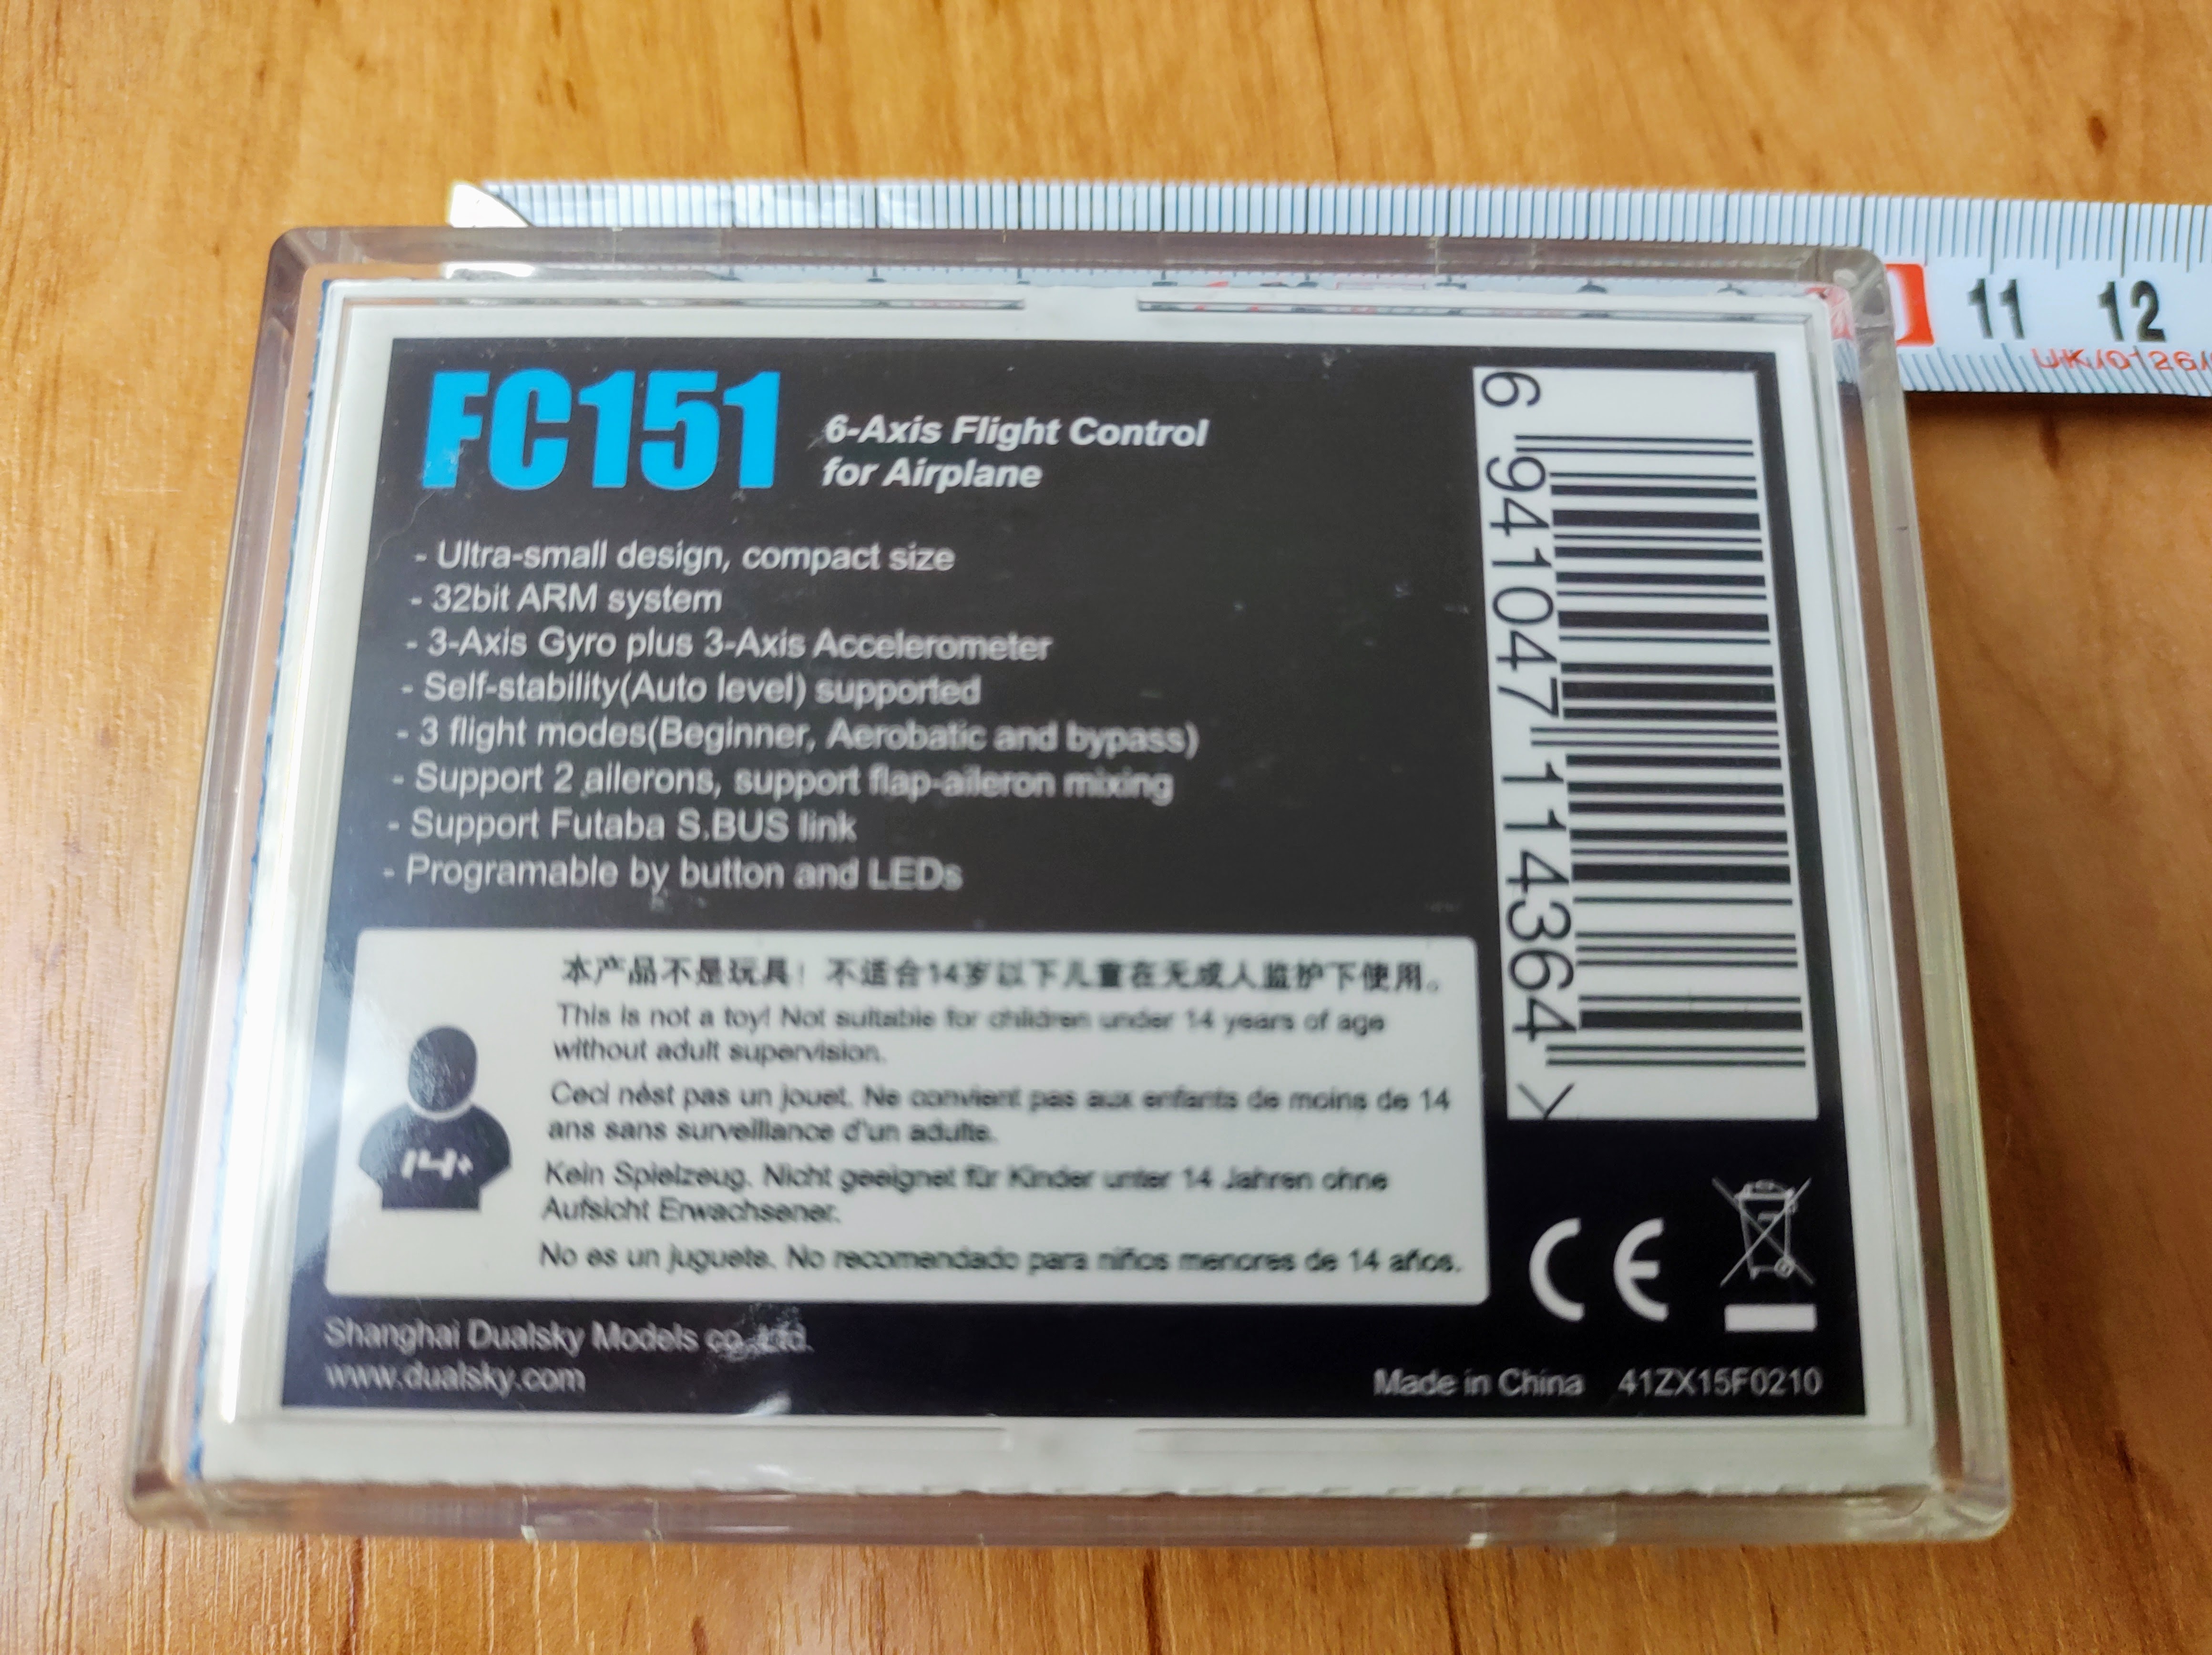 11 12
UK/0126/
FC151
6-Axis Flight Control
for Airplane
- Ultra-small design, compact size
- 32bit ARM system
- 3-Axis Gyro plus 3-Axis Accelerometer
- Self-stability(Auto level) supported
- 3 flight modes(Beginner, Aerobatic and bypass)
- Support 2 ailerons, support flap-aileron mixing
- Support Futaba S.BUS link
- Programable by button and LEDs
6 941047 114364 >
本产品不是玩具！不适合14岁以下儿童在无成人监护下使用。
This is not a toy! Not suitable for children under 14 years of age
without adult supervision.
Ceci nést pas un jouet. Ne convient pas aux enfants de moins de 14
ans sans surveillance d'un adulte.
14+
Kein Spielzeug. Nicht geeignet für Kinder unter 14 Jahren ohne
Aufsicht Erwachsener.
No es un juguete. No recomendado para niños menores de 14 años.
CE
Shanghai Dualsky Models co.,Ltd.
www.dualsky.com
Made in China 41ZX15F0210